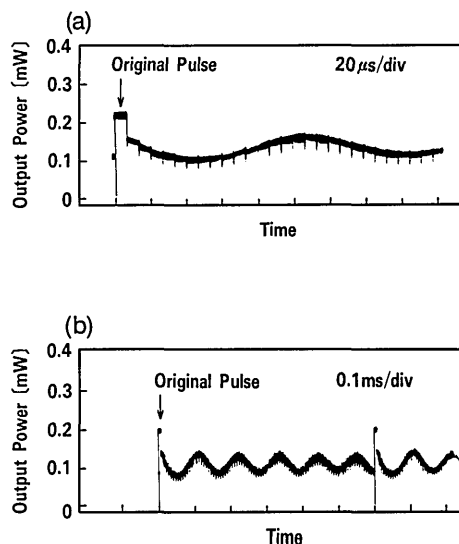 (a)
0.4
Original Pulse
20μs/div
0.3
0.2
0.1
0
Output Power [mW]
Time
(b)
0.4
Original Pulse
0.1ms/div
0.3
0.2
0.1
0
Output Power [mW]
Time